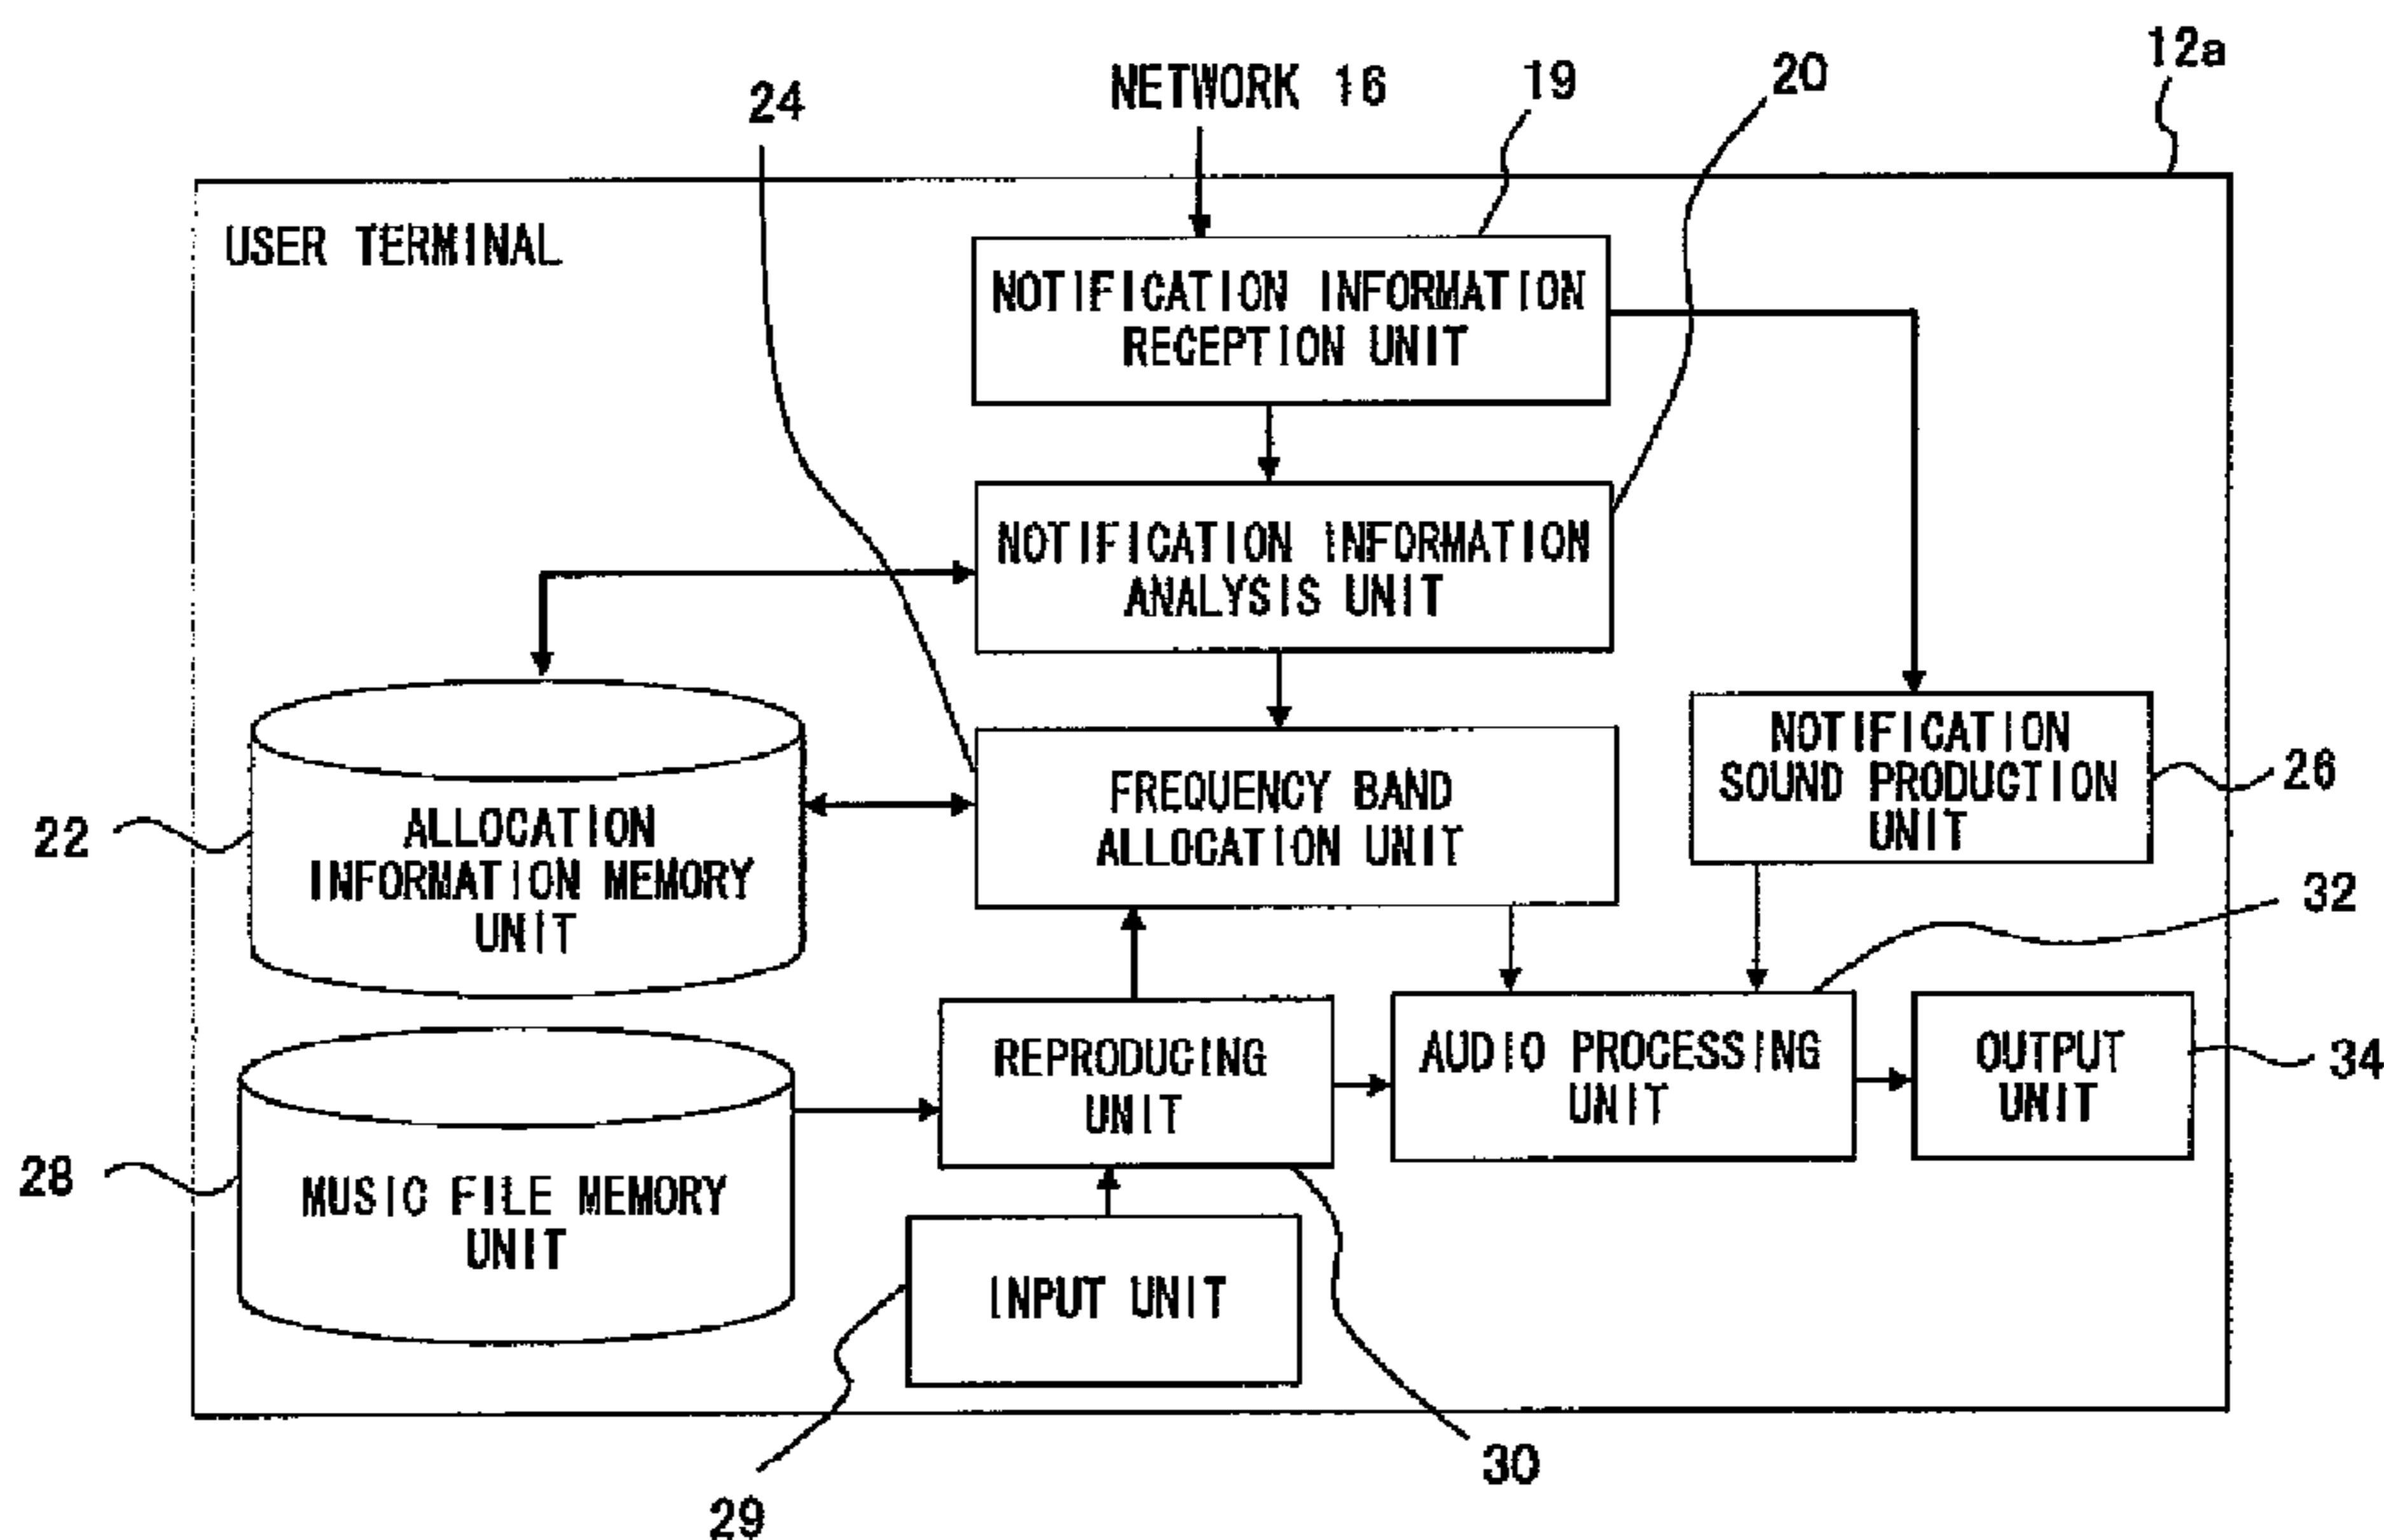 12a
NETWORK 16
19
20
24
USER TERMINAL
NOTIFICATION INFORMATION
RECEPTION UNIT
NOTIFICATION INFORMATION
ANALYSIS UNIT
NOTIFICATION
SOUND PRODUCTION
UNIT
26
FREQUENCY BAND
ALLOCATION UNIT
22
ALLOCATION
INFORMATION MEMORY
UNIT
32
REPRODUCING
UNIT
AUDIO PROCESSING
UNIT
OUTPUT
UNIT
34
28
MUSIC FILE MEMORY
UNIT
INPUT UNIT
30
29